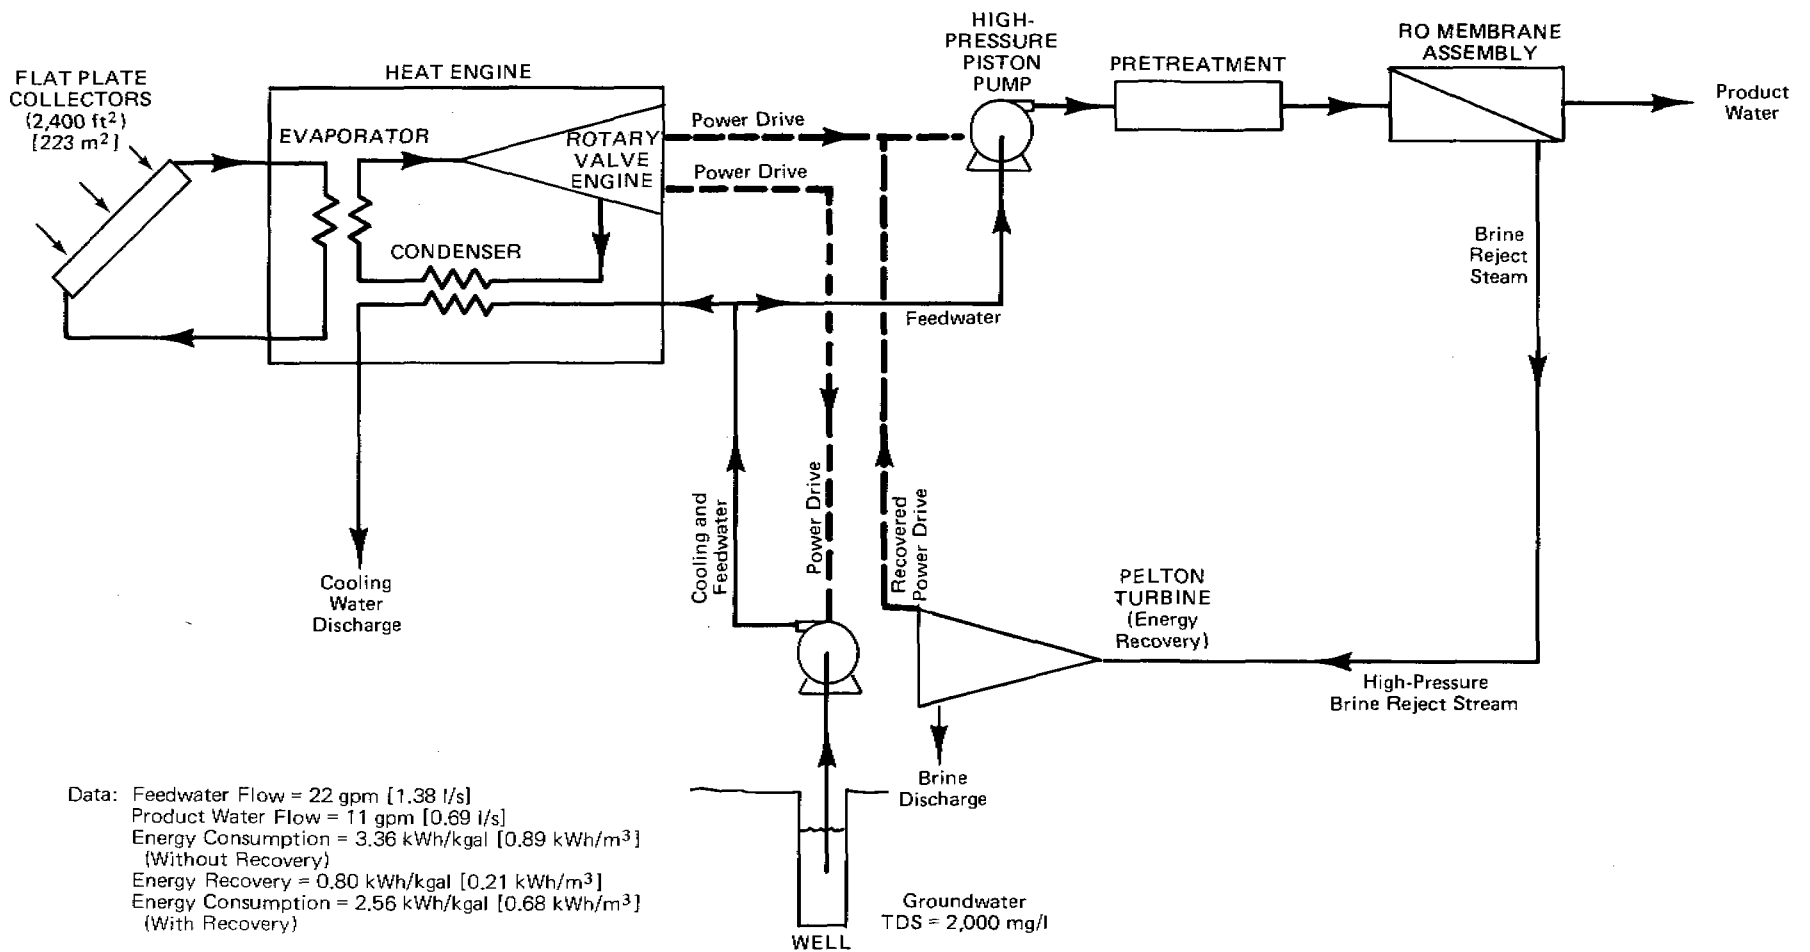 HIGH-
PRESSURE
PISTON
PUMP
RO MEMBRANE
ASSEMBLY
FLAT PLATE
COLLECTORS
(2,400 ft²)
[223 m²]
HEAT ENGINE
PRETREATMENT
Product
Water
EVAPORATOR
ROTARY
VALVE
ENGINE
Power Drive
Power Drive
CONDENSER
Feedwater
Brine
Reject
Steam
Cooling and
Feedwater
Power Drive
Recovered
Power Drive
Cooling
Water
Discharge
PELTON
TURBINE
(Energy
Recovery)
High-Pressure
Brine Reject Stream
Brine
Discharge
Data: Feedwater Flow = 22 gpm [1.38 l/s]
Product Water Flow = 11 gpm [0.69 l/s]
Energy Consumption = 3.36 kWh/kgal [0.89 kWh/m³]
(Without Recovery)
Energy Recovery = 0.80 kWh/kgal [0.21 kWh/m³]
Energy Consumption = 2.56 kWh/kgal [0.68 kWh/m³]
(With Recovery)
Groundwater
TDS = 2,000 mg/l
WELL